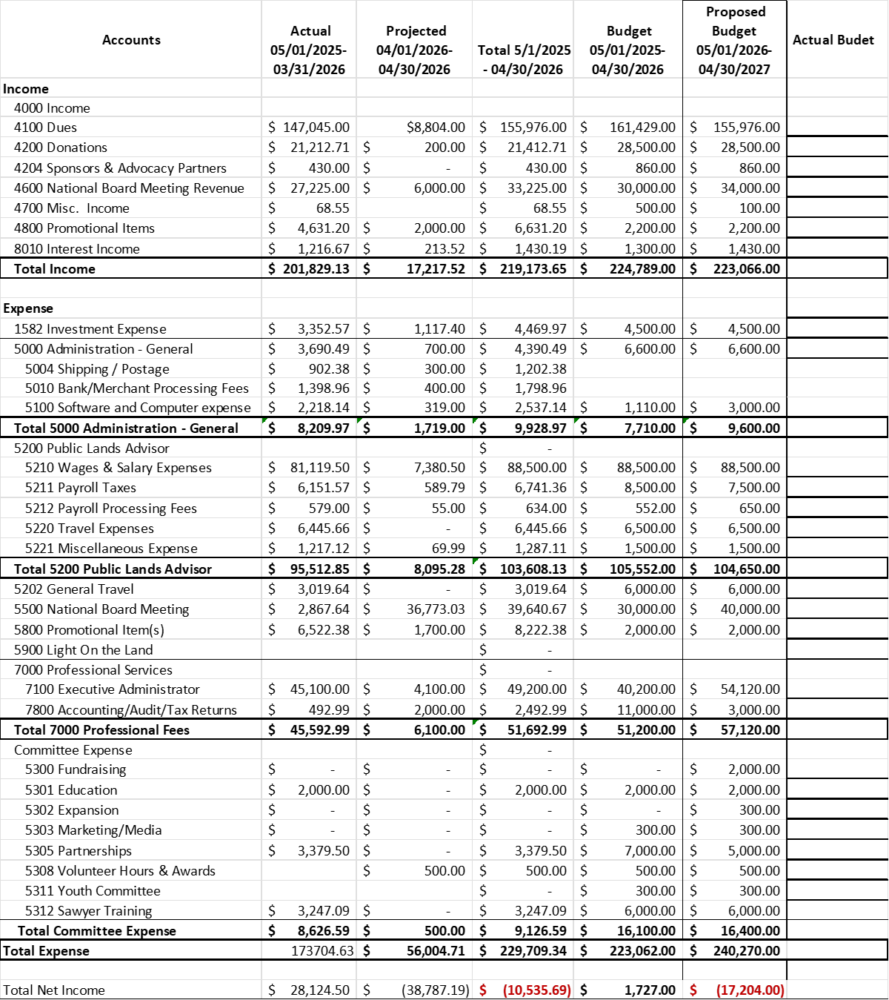 Accounts Actual 05/01/2025-03/31/2026 Projected 04/01/2026-04/30/2026 Total 5/1/2025 - 04/30/2026 Budget 05/01/2025-04/30/2026 Proposed Budget 05/01/2026-04/30/2027 Actual Budet
Income
4000 Income
4100 Dues $ 147,045.00 $8,804.00 $ 155,976.00 $ 161,429.00 $ 155,976.00
4200 Donations $ 21,212.71 $ 200.00 $ 21,412.71 $ 28,500.00 $ 28,500.00
4204 Sponsors & Advocacy Partners $ 430.00 $ - $ 430.00 $ 860.00 $ 860.00
4600 National Board Meeting Revenue $ 27,225.00 $ 6,000.00 $ 33,225.00 $ 30,000.00 $ 34,000.00
4700 Misc. Income $ 68.55 $ 68.55 $ 500.00 $ 100.00
4800 Promotional Items $ 4,631.20 $ 2,000.00 $ 6,631.20 $ 2,200.00 $ 2,200.00
8010 Interest Income $ 1,216.67 $ 213.52 $ 1,430.19 $ 1,300.00 $ 1,430.00
Total Income $ 201,829.13 $ 17,217.52 $ 219,173.65 $ 224,789.00 $ 223,066.00
Expense
1582 Investment Expense $ 3,352.57 $ 1,117.40 $ 4,469.97 $ 4,500.00 $ 4,500.00
5000 Administration - General $ 3,690.49 $ 700.00 $ 4,390.49 $ 6,600.00 $ 6,600.00
5004 Shipping / Postage $ 902.38 $ 300.00 $ 1,202.38
5010 Bank/Merchant Processing Fees $ 1,398.96 $ 400.00 $ 1,798.96
5100 Software and Computer expense $ 2,218.14 $ 319.00 $ 2,537.14 $ 1,110.00 $ 3,000.00
Total 5000 Administration - General $ 8,209.97 $ 1,719.00 $ 9,928.97 $ 7,710.00 $ 9,600.00
5200 Public Lands Advisor $ -
5210 Wages & Salary Expenses $ 81,119.50 $ 7,380.50 $ 88,500.00 $ 88,500.00 $ 88,500.00
5211 Payroll Taxes $ 6,151.57 $ 589.79 $ 6,741.36 $ 8,500.00 $ 7,500.00
5212 Payroll Processing Fees $ 579.00 $ 55.00 $ 634.00 $ 552.00 $ 650.00
5220 Travel Expenses $ 6,445.66 $ - $ 6,445.66 $ 6,500.00 $ 6,500.00
5221 Miscellaneous Expense $ 1,217.12 $ 69.99 $ 1,287.11 $ 1,500.00 $ 1,500.00
Total 5200 Public Lands Advisor $ 95,512.85 $ 8,095.28 $ 103,608.13 $ 105,552.00 $ 104,650.00
5202 General Travel $ 3,019.64 $ - $ 3,019.64 $ 6,000.00 $ 6,000.00
5500 National Board Meeting $ 2,867.64 $ 36,773.03 $ 39,640.67 $ 30,000.00 $ 40,000.00
5800 Promotional Item(s) $ 6,522.38 $ 1,700.00 $ 8,222.38 $ 2,000.00 $ 2,000.00
5900 Light On the Land $ -
7000 Professional Services $ -
7100 Executive Administrator $ 45,100.00 $ 4,100.00 $ 49,200.00 $ 40,200.00 $ 54,120.00
7800 Accounting/Audit/Tax Returns $ 492.99 $ 2,000.00 $ 2,492.99 $ 11,000.00 $ 3,000.00
Total 7000 Professional Fees $ 45,592.99 $ 6,100.00 $ 51,692.99 $ 51,200.00 $ 57,120.00
Committee Expense $ -
5300 Fundraising $ - $ - $ - $ - $ 2,000.00
5301 Education $ 2,000.00 $ - $ 2,000.00 $ 2,000.00 $ 2,000.00
5302 Expansion $ - $ - $ - $ - $ 300.00
5303 Marketing/Media $ - $ - $ - $ 300.00 $ 300.00
5305 Partnerships $ 3,379.50 $ - $ 3,379.50 $ 7,000.00 $ 5,000.00
5308 Volunteer Hours & Awards $ 500.00 $ 500.00 $ 500.00 $ 500.00
5311 Youth Committee $ - $ 300.00 $ 300.00
5312 Sawyer Training $ 3,247.09 $ - $ 3,247.09 $ 6,000.00 $ 6,000.00
Total Committee Expense $ 8,626.59 $ 500.00 $ 9,126.59 $ 16,100.00 $ 16,400.00
Total Expense 173704.63 $ 56,004.71 $ 229,709.34 $ 223,062.00 $ 240,270.00
Total Net Income $ 28,124.50 $ (38,787.19) $ (10,535.69) $ 1,727.00 $ (17,204.00)